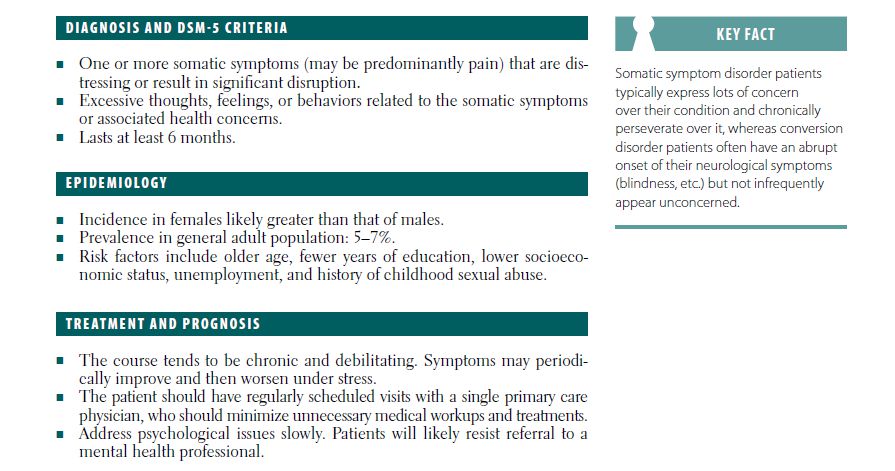 DIAGNOSIS AND DSM-5 CRITERIA
■ One or more somatic symptoms (may be predominantly pain) that are dis-
tressing or result in significant disruption.
■ Excessive thoughts, feelings, or behaviors related to the somatic symptoms
or associated health concerns.
■ Lasts at least 6 months.
EPIDEMIOLOGY
■ Incidence in females likely greater than that of males.
■ Prevalence in general adult population: 5–7%.
■ Risk factors include older age, fewer years of education, lower socioeco-
nomic status, unemployment, and history of childhood sexual abuse.
TREATMENT AND PROGNOSIS
■ The course tends to be chronic and debilitating. Symptoms may periodi-
cally improve and then worsen under stress.
■ The patient should have regularly scheduled visits with a single primary care
physician, who should minimize unnecessary medical workups and treatments.
■ Address psychological issues slowly. Patients will likely resist referral to a
mental health professional.
KEY FACT
Somatic symptom disorder patients
typically express lots of concern
over their condition and chronically
perseverate over it, whereas conversion
disorder patients often have an abrupt
onset of their neurological symptoms
(blindness, etc.) but not infrequently
appear unconcerned.